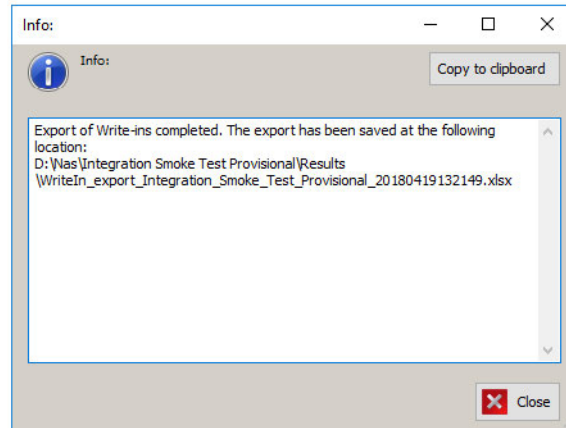 Info:
Info:
Copy to clipboard
Export of Write-ins completed. The export has been saved at the following
location:
D:\Nas\Integration Smoke Test Provisional\Results
\WriteIn_export_Integration_Smoke_Test_Provisional_20180419132149.xlsx
Close